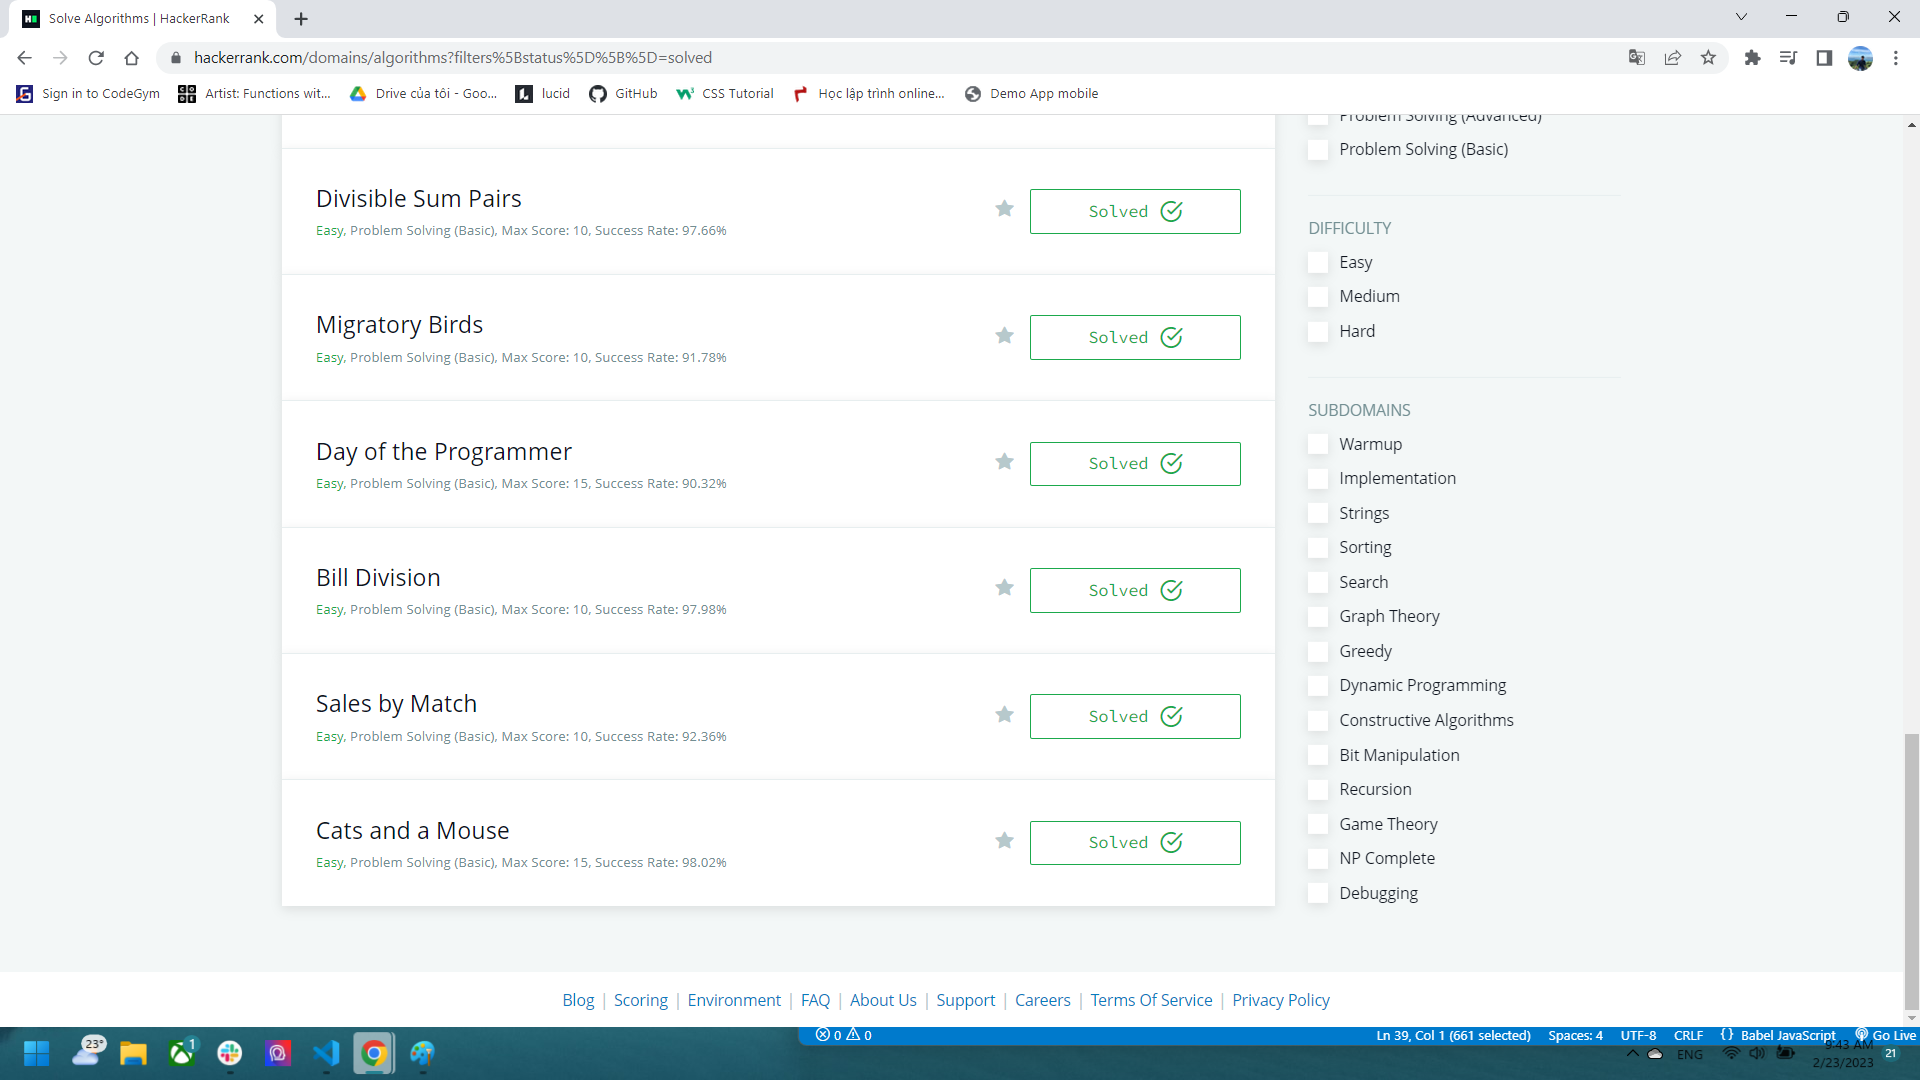 Solve Algorithms | HackerRank
hackerrank.com/domains/algorithms?filters%5Bstatus%5D%5B%5D=solved
Sign in to CodeGym
Artist: Functions wit...
Drive của tôi - Goo...
lucid
GitHub
CSS Tutorial
Học lập trình online...
Demo App mobile
Problem Solving (Advanced)
Problem Solving (Basic)
Divisible Sum Pairs
Easy, Problem Solving (Basic), Max Score: 10, Success Rate: 97.66%
Solved
Migratory Birds
Easy, Problem Solving (Basic), Max Score: 10, Success Rate: 91.78%
Solved
Day of the Programmer
Easy, Problem Solving (Basic), Max Score: 15, Success Rate: 90.32%
Solved
Bill Division
Easy, Problem Solving (Basic), Max Score: 10, Success Rate: 97.98%
Solved
Sales by Match
Easy, Problem Solving (Basic), Max Score: 10, Success Rate: 92.36%
Solved
Cats and a Mouse
Easy, Problem Solving (Basic), Max Score: 15, Success Rate: 98.02%
Solved
DIFFICULTY
Easy
Medium
Hard
SUBDOMAINS
Warmup
Implementation
Strings
Sorting
Search
Graph Theory
Greedy
Dynamic Programming
Constructive Algorithms
Bit Manipulation
Recursion
Game Theory
NP Complete
Debugging
Blog | Scoring | Environment | FAQ | About Us | Support | Careers | Terms Of Service | Privacy Policy
0 0 Ln 39, Col 1 (661 selected) Spaces: 4 UTF-8 CRLF {} Babel JavaScript Go Live
23°
1
ENG
9:43 AM
2/23/2023
21